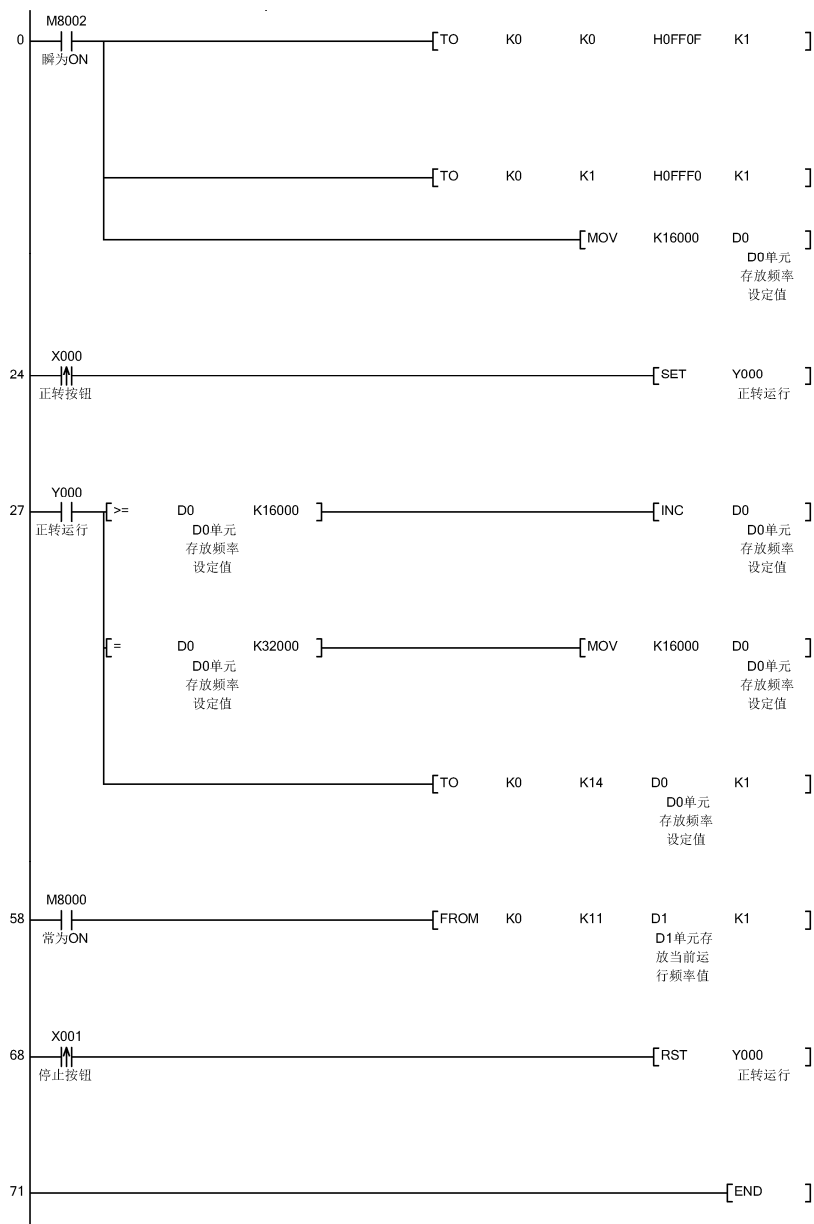 M8002
0 [TO K0 K0 H0FF0F K1 ]
瞬为ON
[TO K0 K1 H0FFF0 K1 ]
[MOV K16000 D0 ]
D0单元
存放频率
设定值
X000
24 [SET Y000 ]
正转按钮 正转运行
Y000
27 [>= D0 K16000 ] [INC D0 ]
正转运行 D0单元 D0单元
存放频率 存放频率
设定值 设定值
[= D0 K32000 ] [MOV K16000 D0 ]
D0单元 D0单元
存放频率 存放频率
设定值 设定值
[TO K0 K14 D0 K1 ]
D0单元
存放频率
设定值
M8000
58 [FROM K0 K11 D1 K1 ]
常为ON D1单元存
放当前运
行频率值
X001
68 [RST Y000 ]
停止按钮 正转运行
71 [END ]